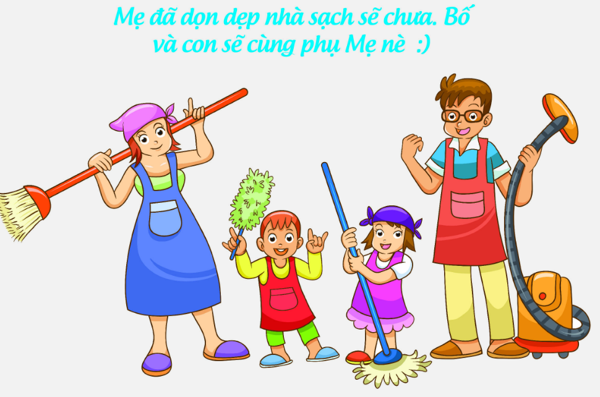 Mẹ đã dọn dẹp nhà sạch sẽ chưa. Bố
và con sẽ cùng phụ Mẹ nè :)